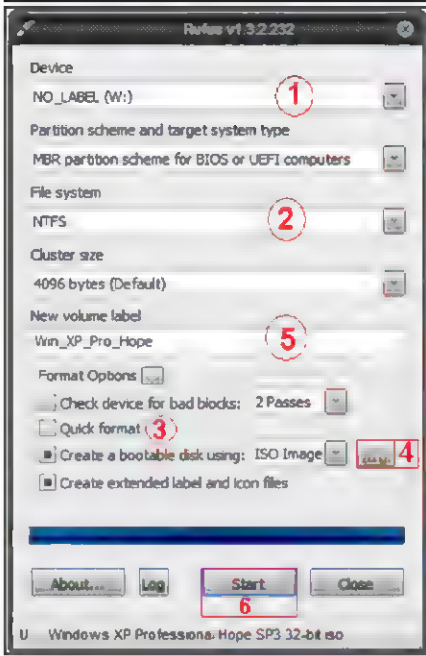 Rufus v1.3.2.232
Device
NO_LABEL (W:)
1
Partition scheme and target system type
MBR partition scheme for BIOS or UEFI computers
File system
NTFS
2
Cluster size
4096 bytes (Default)
New volume label
Win_XP_Pro_Hope
5
Format Options
Check device for bad blocks: 2 Passes
Quick format 3
Create a bootable disk using: ISO Image 4
Create extended label and icon files
About... Log Start Close
6
U Windows XP Professional Hope SP3 32-bit iso